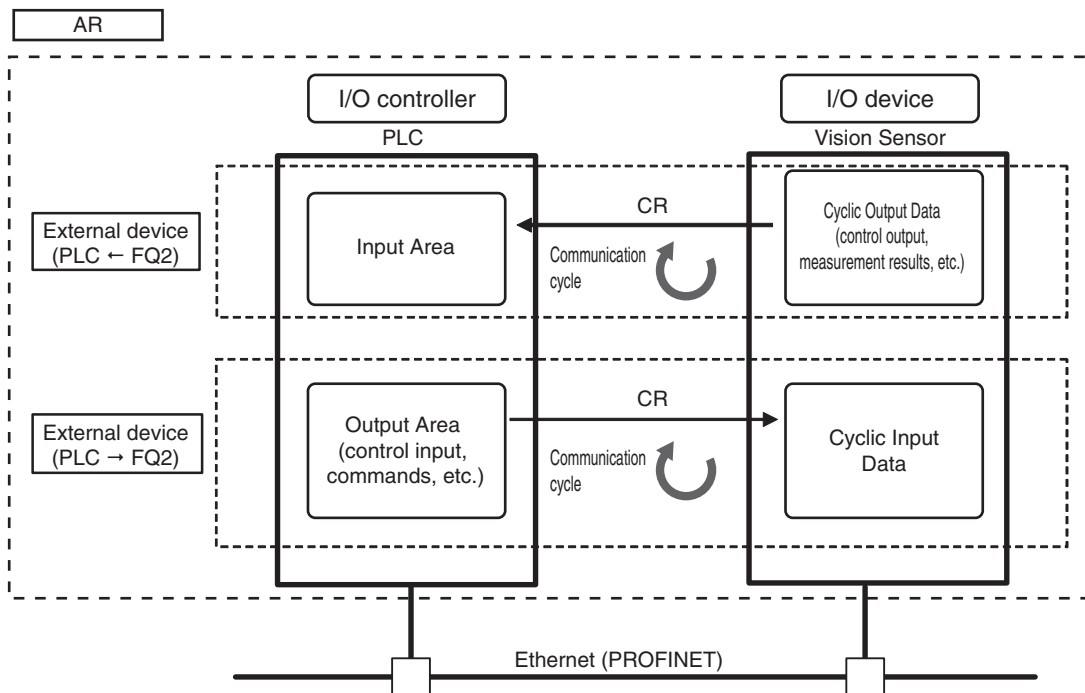 AR
I/O controller
I/O device
PLC
Vision Sensor
External device
(PLC ← FQ2)
Input Area
CR
Communication
cycle
Cyclic Output Data
(control output,
measurement results, etc.)
External device
(PLC → FQ2)
Output Area
(control input,
commands, etc.)
CR
Communication
cycle
Cyclic Input
Data
Ethernet (PROFINET)